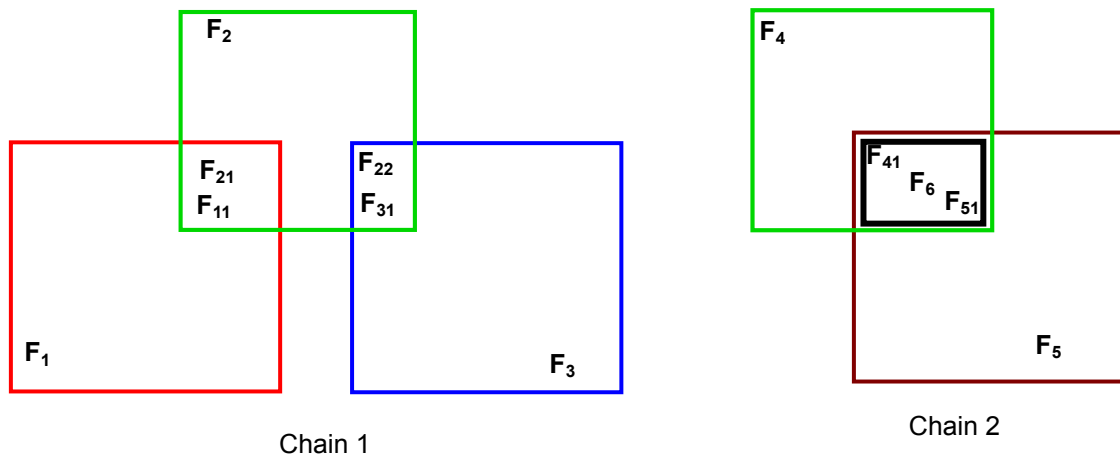 F₂
F₂₁
F₁₁
F₂₂
F₃₁
F₁
F₃
Chain 1
F₄
F₄₁
F₆
F₅₁
F₅
Chain 2